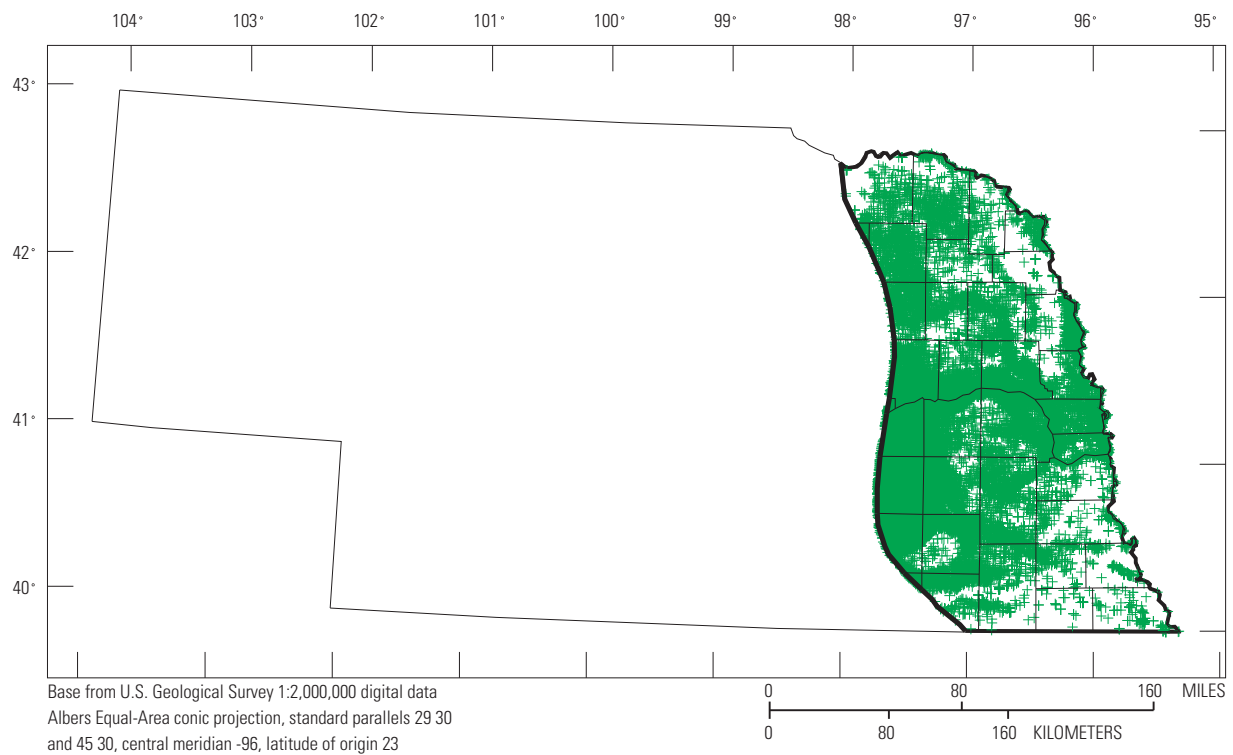 104° 103° 102° 101° 100° 99° 98° 97° 96° 95°
43°
42°
41°
40°
Base from U.S. Geological Survey 1:2,000,000 digital data
Albers Equal-Area conic projection, standard parallels 29 30
and 45 30, central meridian -96, latitude of origin 23
0 80 160 MILES
0 80 160 KILOMETERS